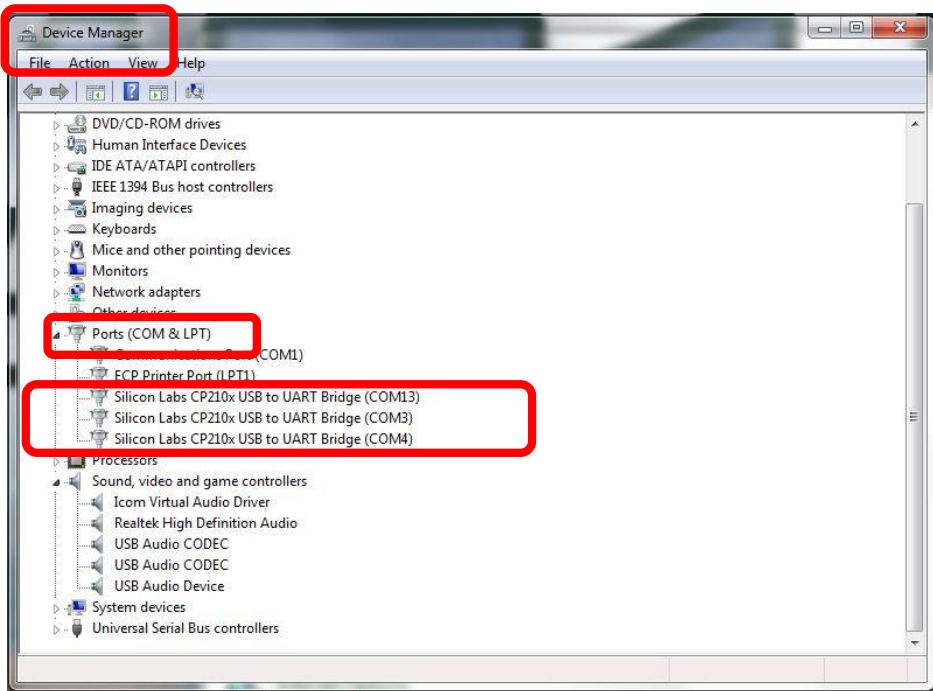 Device Manager
File Action View Help
DVD/CD-ROM drives
Human Interface Devices
IDE ATA/ATAPI controllers
IEEE 1394 Bus host controllers
Imaging devices
Keyboards
Mice and other pointing devices
Monitors
Network adapters
Other devices
Ports (COM & LPT)
Communications Port (COM1)
ECP Printer Port (LPT1)
Silicon Labs CP210x USB to UART Bridge (COM13)
Silicon Labs CP210x USB to UART Bridge (COM3)
Silicon Labs CP210x USB to UART Bridge (COM4)
Processors
Sound, video and game controllers
Icom Virtual Audio Driver
Realtek High Definition Audio
USB Audio CODEC
USB Audio CODEC
USB Audio Device
System devices
Universal Serial Bus controllers